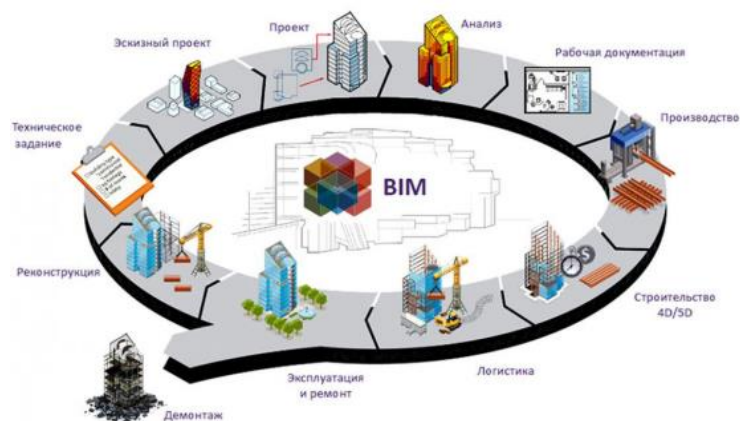 Проект
Анализ
Эскизный проект
Рабочая документация
Техническое
задание
Производство
BIM
Реконструкция
Строительство
4D/5D
Логистика
Эксплуатация
и ремонт
Демонтаж